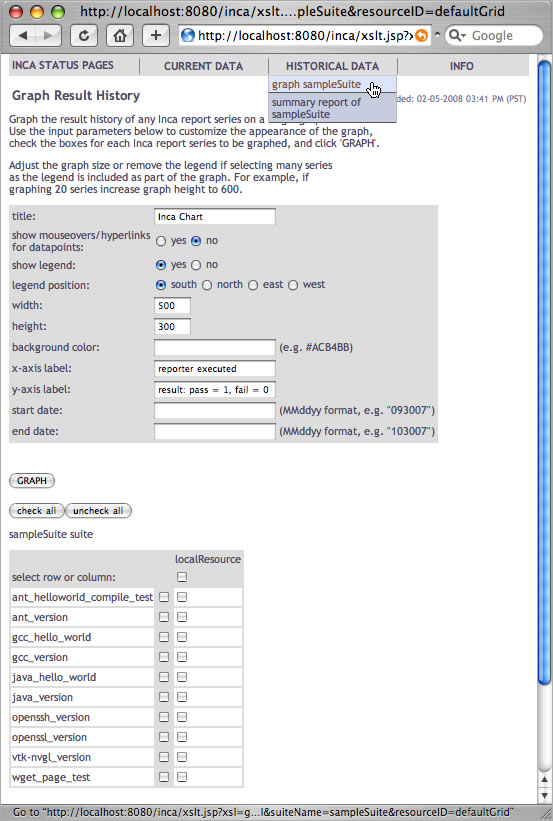 http://localhost:8080/inca/xslt....pleSuite&resourceID=defaultGrid
http://localhost:8080/inca/xslt.jsp?x
Google
INCA STATUS PAGES
CURRENT DATA
HISTORICAL DATA
INFO
graph sampleSuite
summary report of
sampleSuite
Graph Result History
ded: 02-05-2008 03:41 PM (PST)
Graph the result history of any Inca report series on a
Use the input parameters below to customize the appearance of the graph,
check the boxes for each Inca report series to be graphed, and click 'GRAPH'.
Adjust the graph size or remove the legend if selecting many series
as the legend is included as part of the graph. For example, if
graphing 20 series increase graph height to 600.
title: Inca Chart
show mouseovers/hyperlinks
for datapoints: yes no
show legend: yes no
legend position: south north east west
width: 500
height: 300
background color: (e.g. #ACB4BB)
x-axis label: reporter executed
y-axis label: result: pass = 1, fail = 0
start date: (MMddyy format, e.g. "093007")
end date: (MMddyy format, e.g. "103007")
GRAPH
check all uncheck all
sampleSuite suite
localResource
select row or column:
ant_helloworld_compile_test
ant_version
gcc_hello_world
gcc_version
java_hello_world
java_version
openssh_version
openssl_version
vtk-nvgl_version
wget_page_test
Go to "http://localhost:8080/inca/xslt.jsp?xsl=g...l&suiteName=sampleSuite&resourceID=defaultGrid"